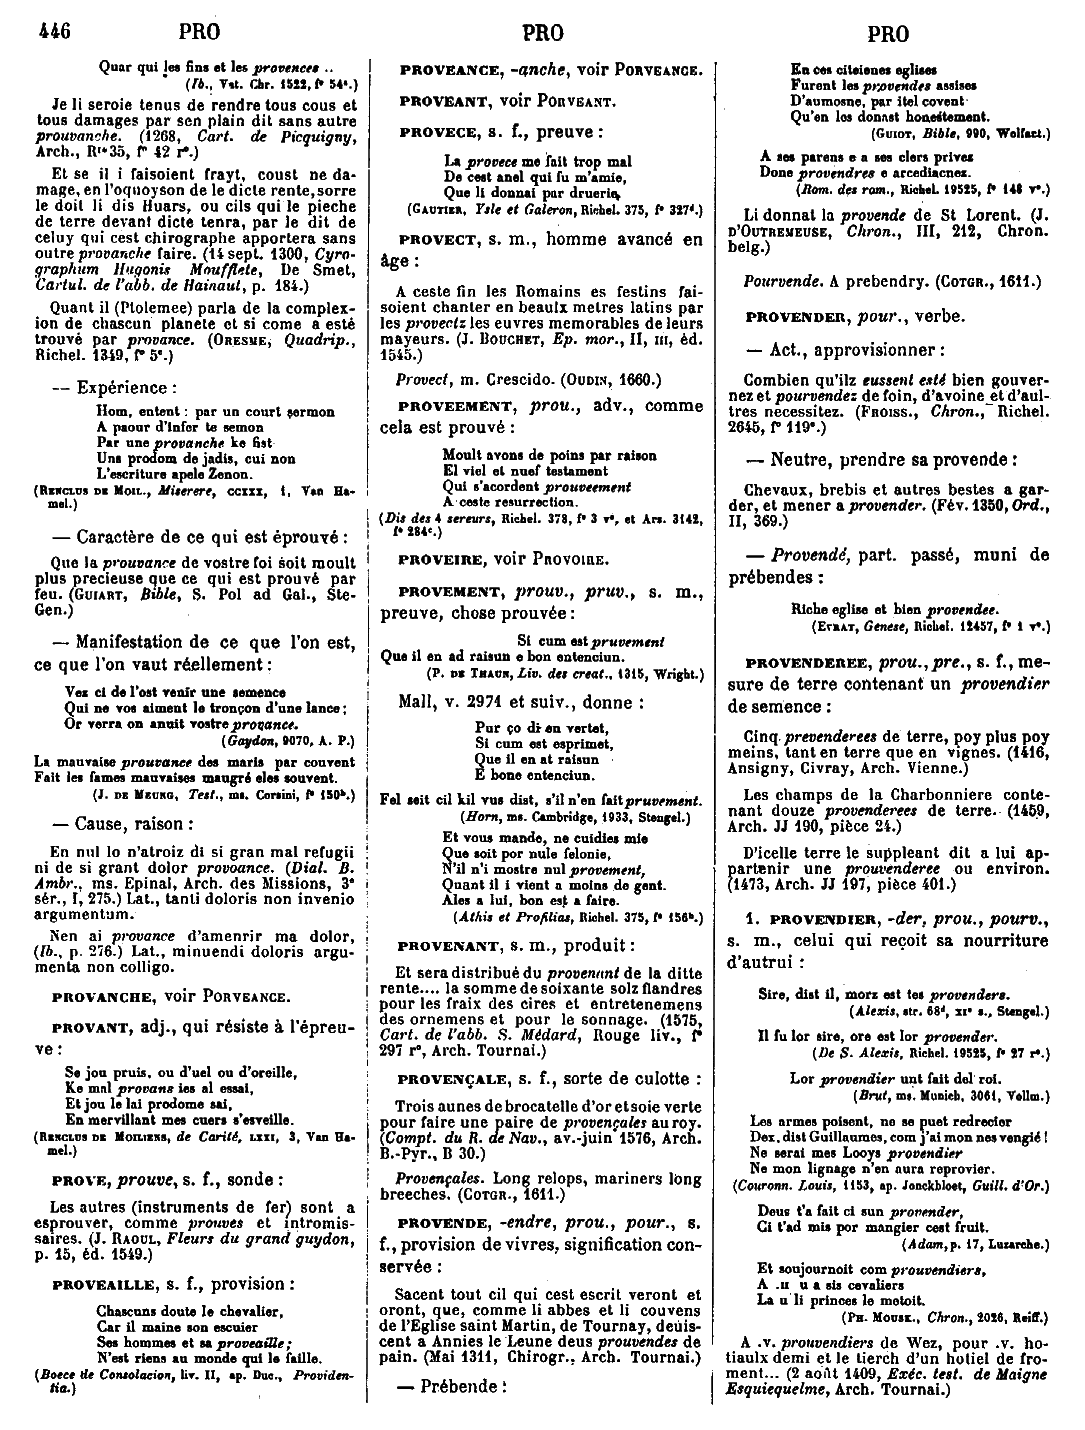 446 PRO PRO PRO
Quar qui les fins et les provences ..
(Ib., Vat. Chr. 1522, f° 54ª.)
Je li seroie tenus de rendre tous cous et
tous damages par sen plain dit sans autre
prouvanche. (1268, Cart. de Picquigny,
Arch., R¹ª 35, f° 42 r°.)
Et se il i faisoient frayt, coust ne da-
mage, en l'oquoyson de le dicte rente, sorre
le doit li dis Huars, ou cils qui le pieche
de terre devant dicte tenra, par le dit de
celuy qui cest chirographe apportera sans
outre provanche faire. (14 sept. 1300, Cyro-
graphum Hugonis Moufflete, De Smet,
Cartul. de l'abb. de Hainaut, p. 184.)
Quant il (Ptolemee) parla de la complex-
ion de chascun planete et si come a esté
trouvé par provance. (ORESME, Quadrip.,
Richel. 1349, f° 5ª.)
— Expérience :
Hom, entent : par un court sermon
A paour d'infer te semon
Par une provanche ke fist
Uns prodom de jadis, cui non
L'escriture apele Zenon.
(RENCLUS DE MOIL., Miserere, CCXIX, 1, Van Ha-
mel.)
— Caractère de ce qui est éprouvé :
Que la prouvance de vostre foi soit moult
plus precieuse que ce qui est prouvé par
feu. (GUIART, Bible, S. Pol ad Gal., Ste-
Gen.)
— Manifestation de ce que l'on est,
ce que l'on vaut réellement :
Vez ci de l'ost venir une semence
Qui ne vos aiment le tronçon d'une lance ;
Or verra on anuit vostre provance.
(Gaydon, 9070, A. P.)
La mauvaise prouvance des maris par couvent
Fait les fames mauvaises maugré eles souvent.
(J. DE MEUNG, Test., ms. Corsini, f° 150ᵇ.)
— Cause, raison :
En nul lo n'atroiz di si gran mal refugii
ni de si grant dolor provoance. (Dial. B.
Ambr., ms. Epinal, Arch. des Missions, 3ᵉ
sér., I, 275.) Lat., tanti doloris non invenio
argumentum.
Nen ai provance d'amenrir ma dolor,
(Ib., p. 276.) Lat., minuendi doloris argu-
menta non colligo.
PROVANCHE, voir PORVEANCE.
PROVANT, adj., qui résiste à l'épreu-
ve :
Se jou pruis, ou d'uel ou d'oreille,
Ke mal provans ies al essai,
Et jou le lai prodome sai,
En mervillant mes cuers s'esveille.
(RENCLUS DE MOILIENS, de Carité, LXXI, 3, Van Ha-
mel.)
PROVE, prouve, s. f., sonde :
Les autres (instruments de fer) sont a
esprouver, comme prouves et intromis-
saires. (J. RAOUL, Fleurs du grand guydon,
p. 15, éd. 1549.)
PROVEAILLE, s. f., provision :
Chascuns doute le chevalier,
Car il maine son escuier
Ses hommes et sa proveaille ;
N'est riens au monde qui le faille.
(Boece de Consolacion, liv. II, ap. Duc., Providen-
tia.)
PROVEANCE, -anche, voir PORVEANCE.
PROVEANT, voir PORVEANT.
PROVECE, s. f., preuve :
La provece me fait trop mal
De cest anel qui fu m'amie,
Que li donnai par druerie,
(GAUTIER, Ysle et Galeron, Richel. 375, f° 327ᵈ.)
PROVECT, s. m., homme avancé en
âge :
A ceste fin les Romains es festins fai-
soient chanter en beaulx metres latins par
les provectz les euvres memorables de leurs
mayeurs. (J. BOUCHET, Ep. mor., II, III, éd.
1545.)
Provect, m. Crescido. (OUDIN, 1660.)
PROVEEMENT, prou., adv., comme
cela est prouvé :
Moult avons de poins par raison
El viel et nuef testament
Qui s'acordent prouveement
A ceste resurrection.
(Dis des 4 sereurs, Richel. 378, f° 3 v°, et Ars. 3142,
f° 284ᶜ.)
PROVEIRE, voir PROVOIRE.
PROVEMENT, prouv., pruv., s. m.,
preuve, chose prouvée :
Si cum est pruvement
Que il en ad raisun e bon entenciun.
(P. DE THAUN, Liv. des creat., 1315, Wright.)
Mall, v. 2974 et suiv., donne :
Pur ço di en vertet,
Si cum est esprimet,
Que il en at raisun
E bone entenciun.
Fel seit cil kil vus dist, s'il n'en fait pruvement.
(Horn, ms. Cambridge, 1933, Stengel.)
Et vous mande, ne cuidies mie
Que soit por nule felonie,
N'il n'i mostre nul provement,
Quant il i vient a moins de gent.
Ales a lui, bon est a faire.
(Athis et Profilias, Richel. 375, f° 156ᵇ.)
PROVENANT, s. m., produit :
Et sera distribué du provenant de la ditte
rente.... la somme de soixante solz flandres
pour les fraix des cires et entretenemens
des ornemens et pour le sonnage. (1575,
Cart. de l'abb. S. Médard, Rouge liv., f°
297 r°, Arch. Tournai.)
PROVENÇALE, s. f., sorte de culotte :
Trois aunes de brocatelle d'or et soie verte
pour faire une paire de provençales au roy.
(Compt. du R. de Nav., av.-juin 1576, Arch.
B.-Pyr., B 30.)
Provençales. Long relops, mariners long
breeches. (COTGR., 1611.)
PROVENDE, -endre, prou., pour., s.
f., provision de vivres, signification con-
servée :
Sacent tout cil qui cest escrit veront et
oront, que, comme li abbes et li couvens
de l'Eglise saint Martin, de Tournay, deuis-
cent a Annies le Leune deus prouvendes de
pain. (Mai 1311, Chirogr., Arch. Tournai.)
— Prébende :
En ces citeienes eglises
Furent les provendes assises
D'aumosne, par itel covent
Qu'en les donast honestement.
(GUIOT, Bible, 990, Wolfart.)
A ses parens e a ses clers prives
Done provendres e arcediacnez.
(Rom. des rom., Richel. 19525, f° 148 v°.)
Li donnat la provende de St Lorent. (J.
D'OUTREMEUSE, Chron., III, 212, Chron.
belg.)
Pourvende. A prebendry. (COTGR., 1611.)
PROVENDER, pour., verbe.
— Act., approvisionner :
Combien qu'ilz eussent esté bien gouver-
nez et pourvendez de foin, d'avoine et d'aul-
tres necessitez. (FROISS., Chron., Richel.
2645, f° 119ª.)
— Neutre, prendre sa provende :
Chevaux, brebis et autres bestes a gar-
der, et mener a provender. (Fév. 1350, Ord.,
II, 369.)
— Provendé, part. passé, muni de
prébendes :
Riche eglise et bien provendee.
(EVRAT, Genese, Richel. 12457, f° 1 v°.)
PROVENDEREE, prou., pre., s. f., me-
sure de terre contenant un provendier
de semence :
Cinq prevenderees de terre, poy plus poy
meins, tant en terre que en vignes. (1416,
Ansigny, Civray, Arch. Vienne.)
Les champs de la Charbonniere conte-
nant douze provenderees de terre. (1459,
Arch. JJ 190, pièce 24.)
D'icelle terre le suppleant dit a lui ap-
partenir une prouvenderee ou environ.
(1473, Arch. JJ 197, pièce 401.)
1. PROVENDIER, -der, prou., pourv.,
s. m., celui qui reçoit sa nourriture
d'autrui :
Sire, dist il, morz est tes provenders.
(Alexis, str. 68ᵈ, XIᵉ s., Stengel.)
Il fu lor sire, ore est lor provender.
(De S. Alexis, Richel. 19525, f° 27 r°.)
Lor provendier unt fait del roi.
(Brut, ms. Munich, 3061, Vollm.)
Les armes poisent, ne se puet redrecier
Dex, dist Guillaumes, com j'ai mon nes vengié !
Ne serai mes Looys provendier
Ne mon lignage n'en aura reprovier.
(Couronn. Louis, 1153, ap. Jonckbloet, Guill. d'Or.)
Deus t'a fait ci sun provender,
Ci t'ad mis por mangier cest fruit.
(Adam, p. 17, Luzarche.)
Et soujournoit com prouvendiers,
A .u u a sis cevaliers
La u li princes le metoit.
(PH. MOUSK., Chron., 2026, Reiff.)
A .v. prouvendiers de Wez, pour .v. ho-
tiaulx demi et le tierch d'un hotiel de fro-
ment... (2 août 1409, Exéc. test. de Maigne
Esquiequelme, Arch. Tournai.)